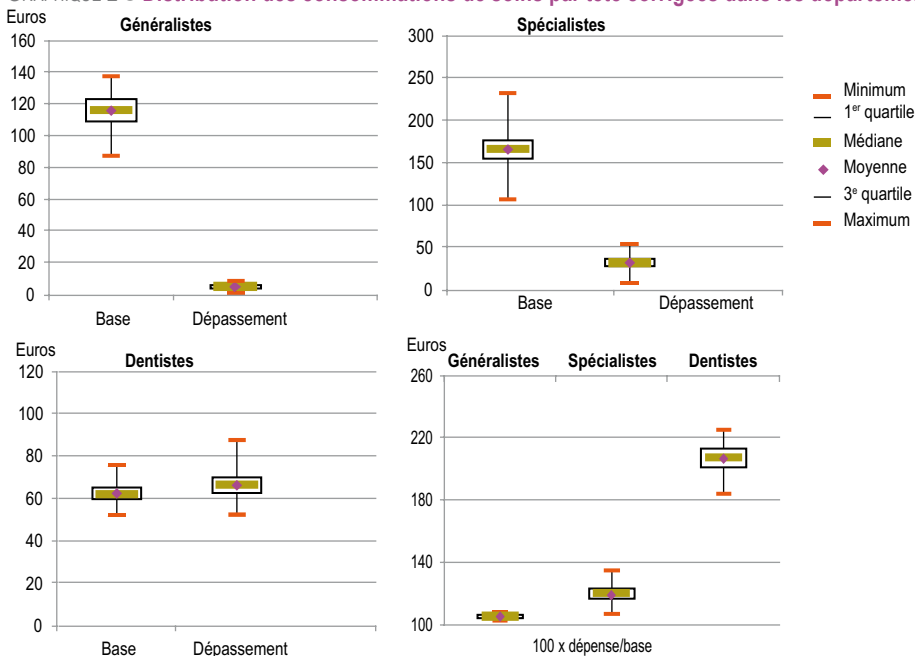 GRAPHIQUE 2 • Distribution des consommations de soins par tête corrigées dans les départeme
Euros
Généralistes
160
140
120
100
80
60
40
20
0
Base Dépassement
Spécialistes
300
250
200
150
100
50
0
Base Dépassement
Minimum
1er quartile
Médiane
Moyenne
3e quartile
Maximum
Euros
Dentistes
120
100
80
60
40
20
0
Base Dépassement
Euros
Généralistes Spécialistes Dentistes
260
220
180
140
100
100 x dépense/base